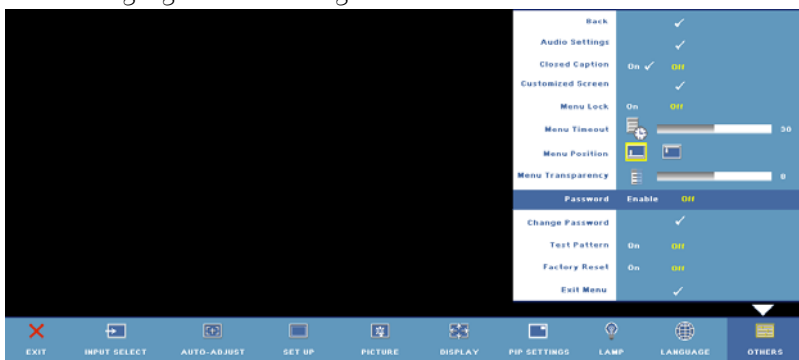 Back
Audio Settings
Closed Caption On Off
Customized Screen
Menu Lock On Off
Menu Timeout 30
Menu Position
Menu Transparency 0
Password Enable Off
Change Password
Test Pattern On Off
Factory Reset On Off
Exit Menu
EXIT INPUT SELECT AUTO-ADJUST SET UP PICTURE DISPLAY PIP SETTINGS LAMP LANGUAGE OTHERS